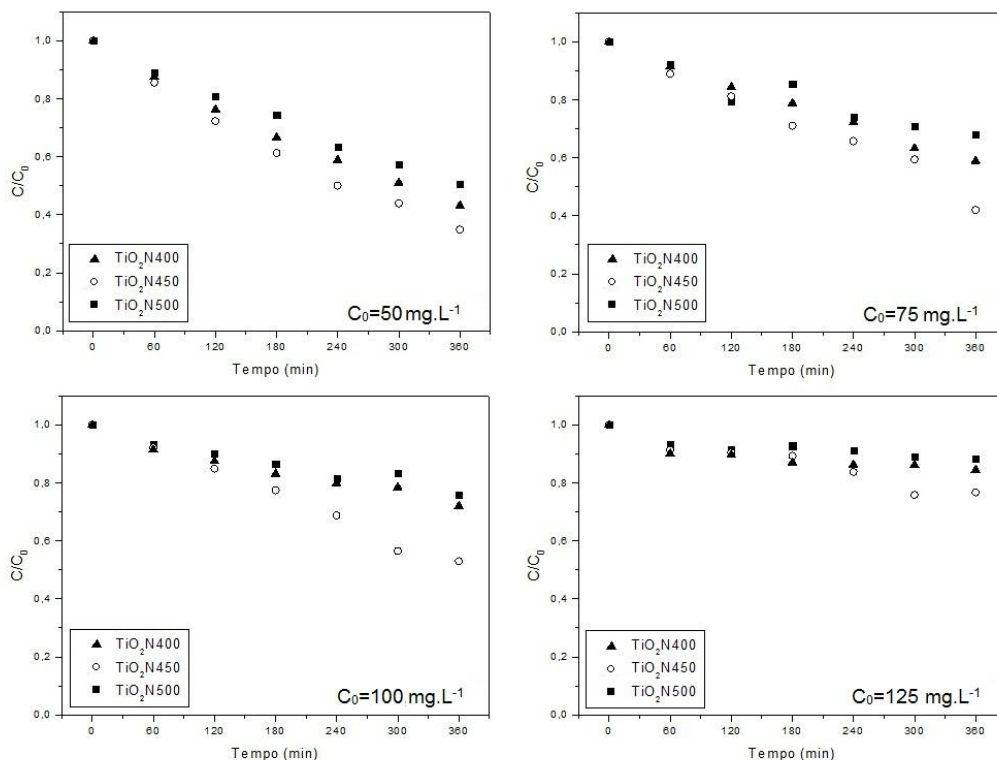 1,0
0,8
0,6
0,4
0,2
0,0
C/C₀
TiO₂N400
TiO₂N450
TiO₂N500
C₀=50 mg.L⁻¹
0 60 120 180 240 300 360
Tempo (min)
1,0
0,8
0,6
0,4
0,2
0,0
C/C₀
TiO₂N400
TiO₂N450
TiO₂N500
C₀=75 mg.L⁻¹
0 60 120 180 240 300 360
Tempo (min)
1,0
0,8
0,6
0,4
0,2
0,0
C/C₀
TiO₂N400
TiO₂N450
TiO₂N500
C₀=100 mg.L⁻¹
0 60 120 180 240 300 360
Tempo (min)
1,0
0,8
0,6
0,4
0,2
0,0
C/C₀
TiO₂N400
TiO₂N450
TiO₂N500
C₀=125 mg.L⁻¹
0 60 120 180 240 300 360
Tempo (min)